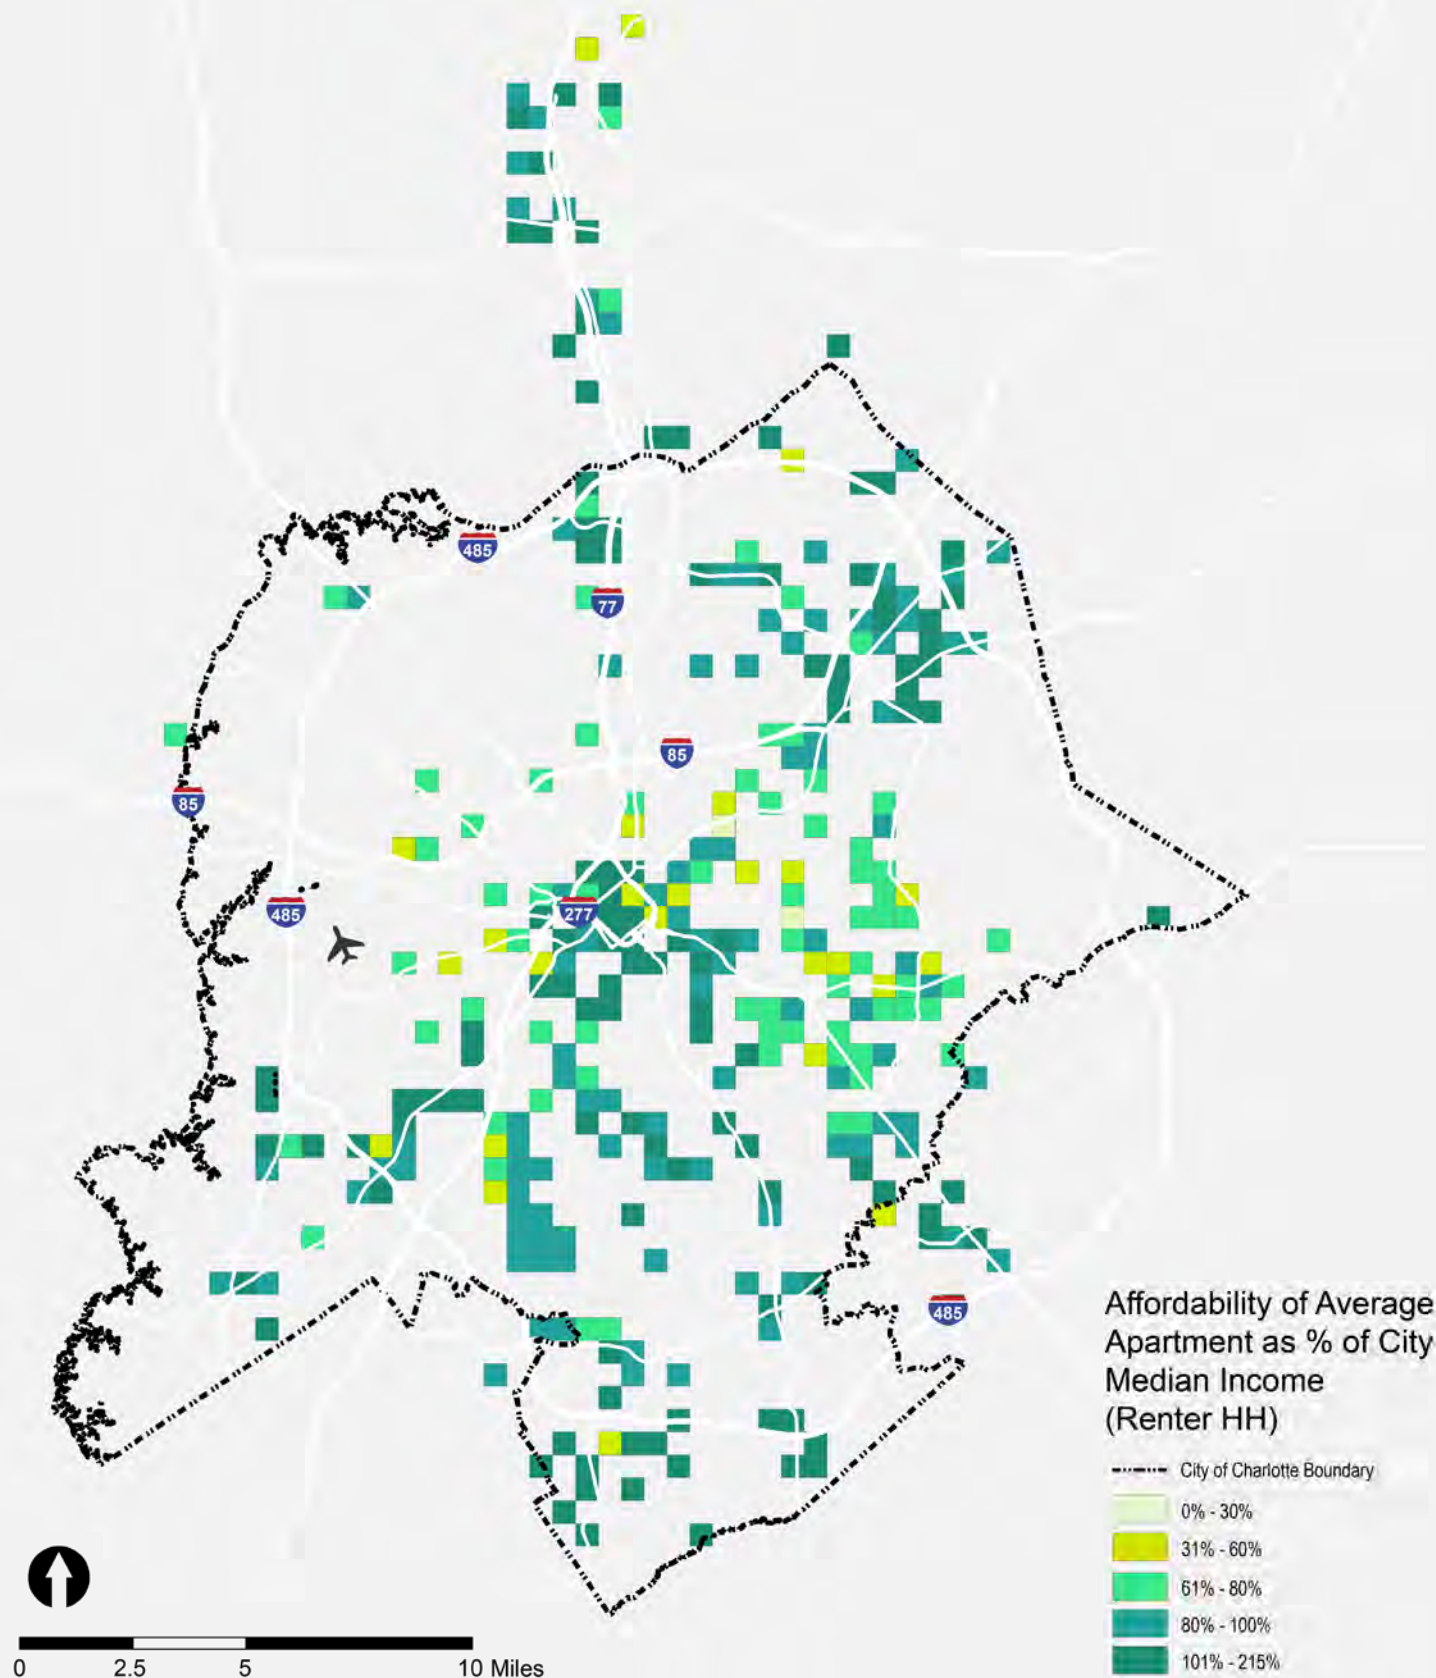 485
77
85
85
485
277
485
Affordability of Average
Apartment as % of City
Median Income
(Renter HH)
City of Charlotte Boundary
0% - 30%
31% - 60%
61% - 80%
80% - 100%
101% - 215%
0 2.5 5 10 Miles